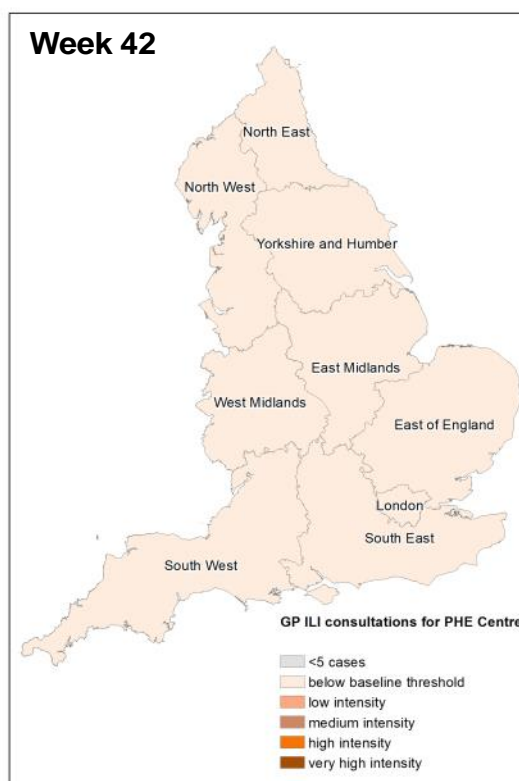 Week 42
North East
North West
Yorkshire and Humber
East Midlands
West Midlands
East of England
London
South East
South West
GP ILI consultations for PHE Centre
<5 cases
below baseline threshold
low intensity
medium intensity
high intensity
very high intensity